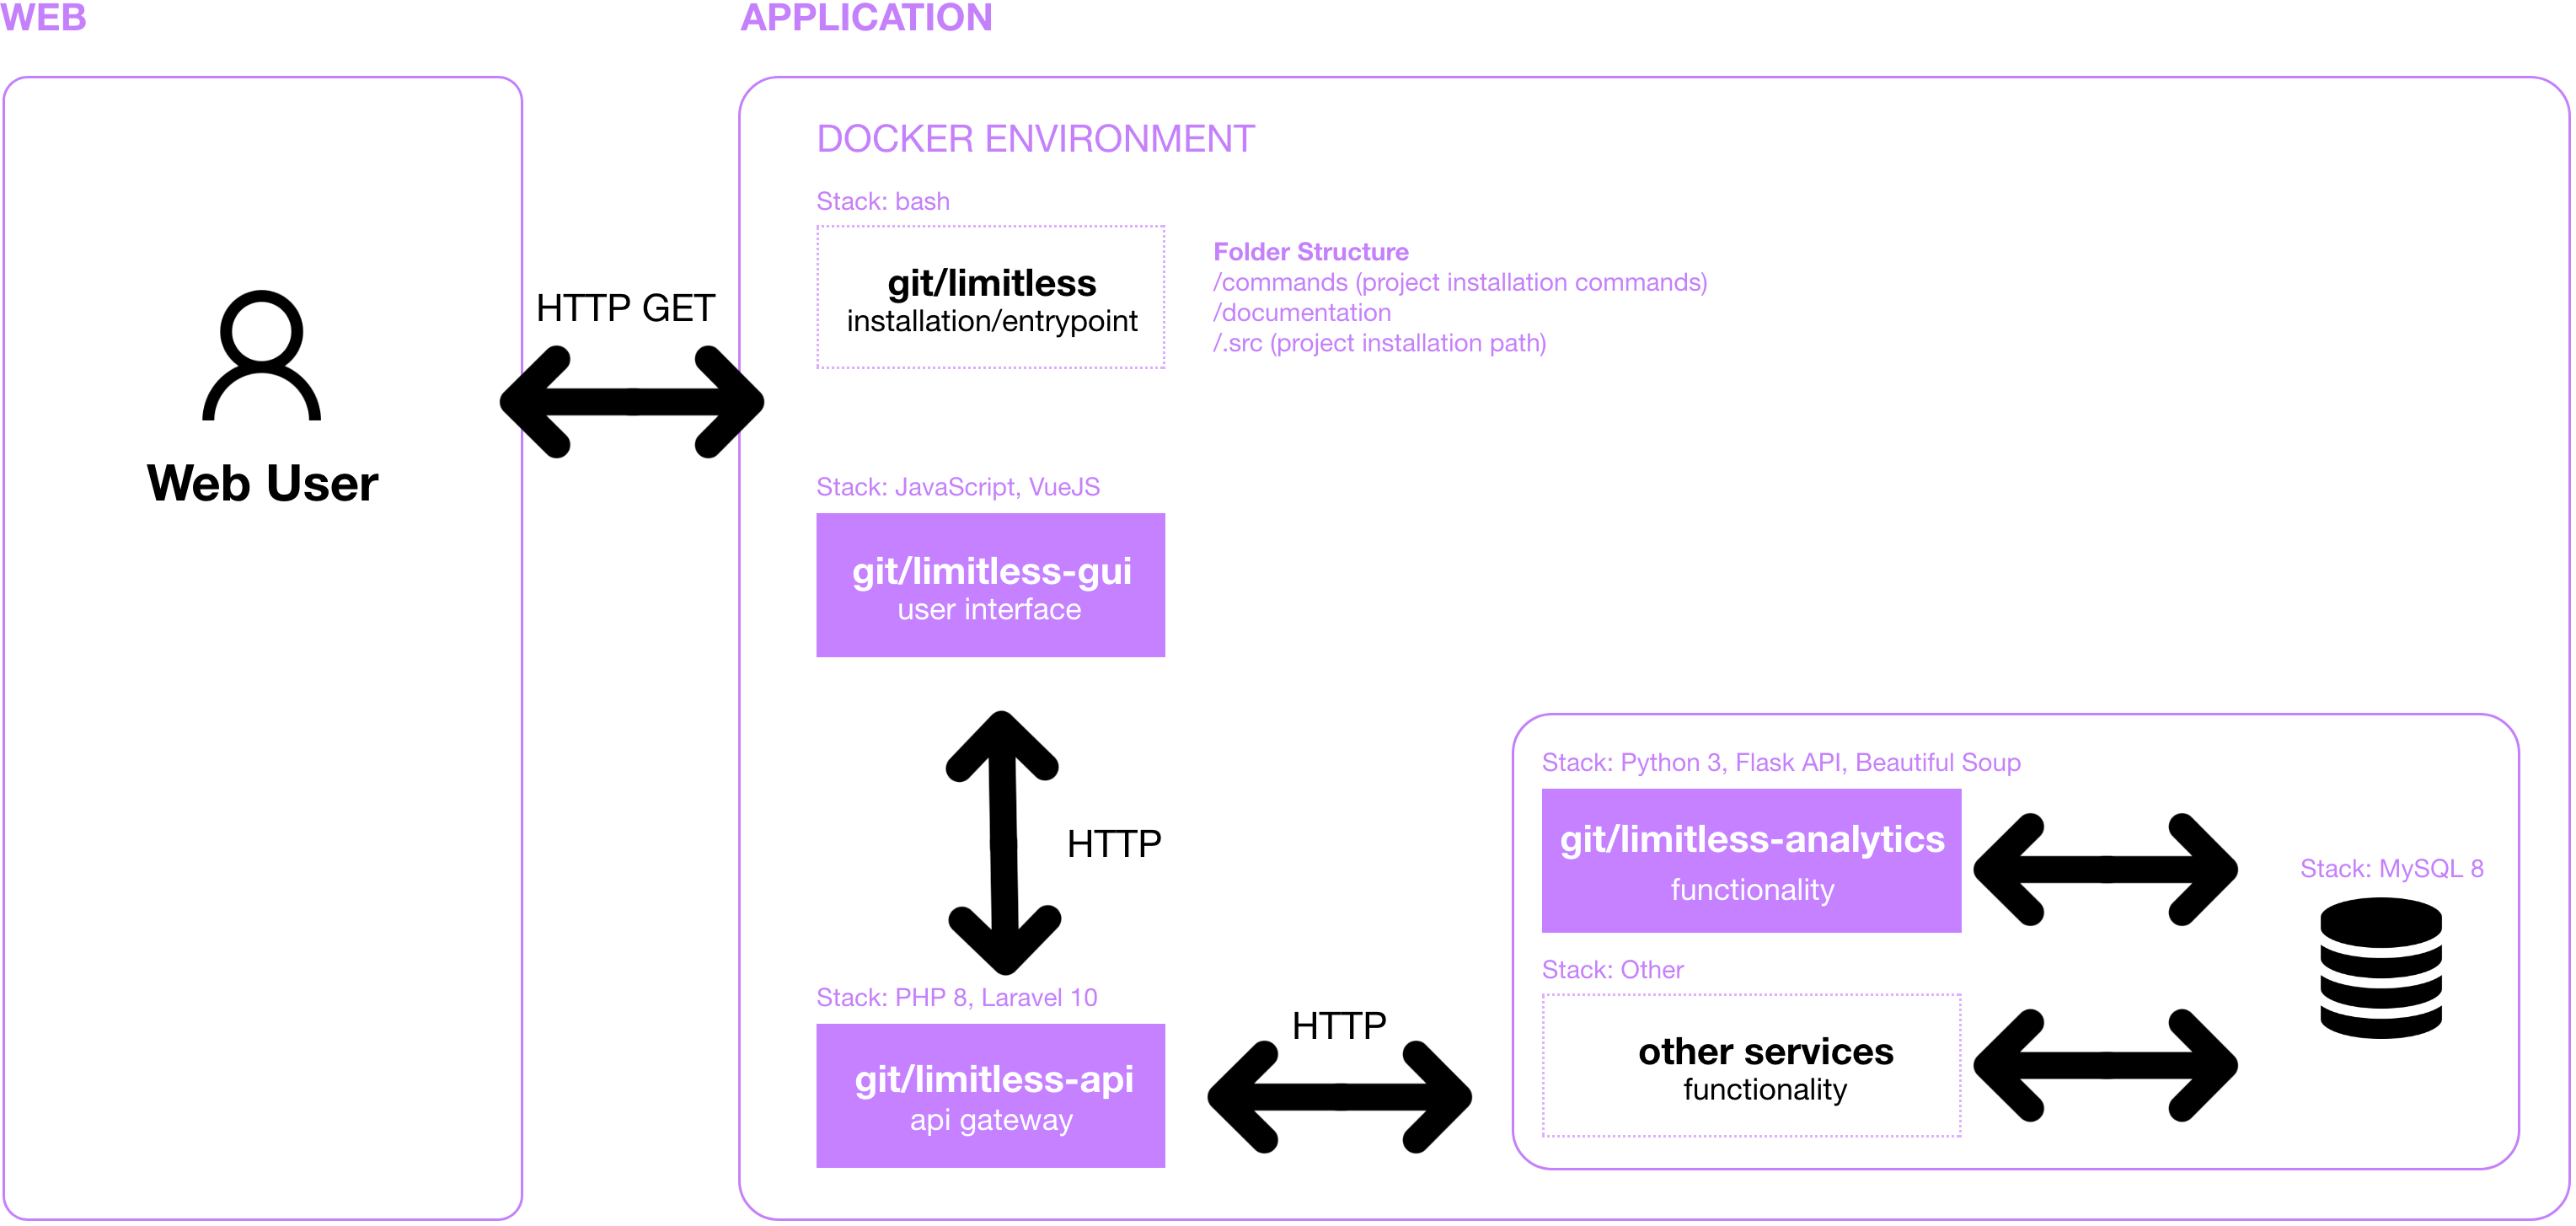 WEB
APPLICATION
DOCKER ENVIRONMENT
Stack: bash
git/limitless
installation/entrypoint
Folder Structure
/commands (project installation commands)
/documentation
/.src (project installation path)
HTTP GET
Web User
Stack: JavaScript, VueJS
git/limitless-gui
user interface
HTTP
Stack: PHP 8, Laravel 10
git/limitless-api
api gateway
HTTP
Stack: Python 3, Flask API, Beautiful Soup
git/limitless-analytics
functionality
Stack: Other
other services
functionality
Stack: MySQL 8